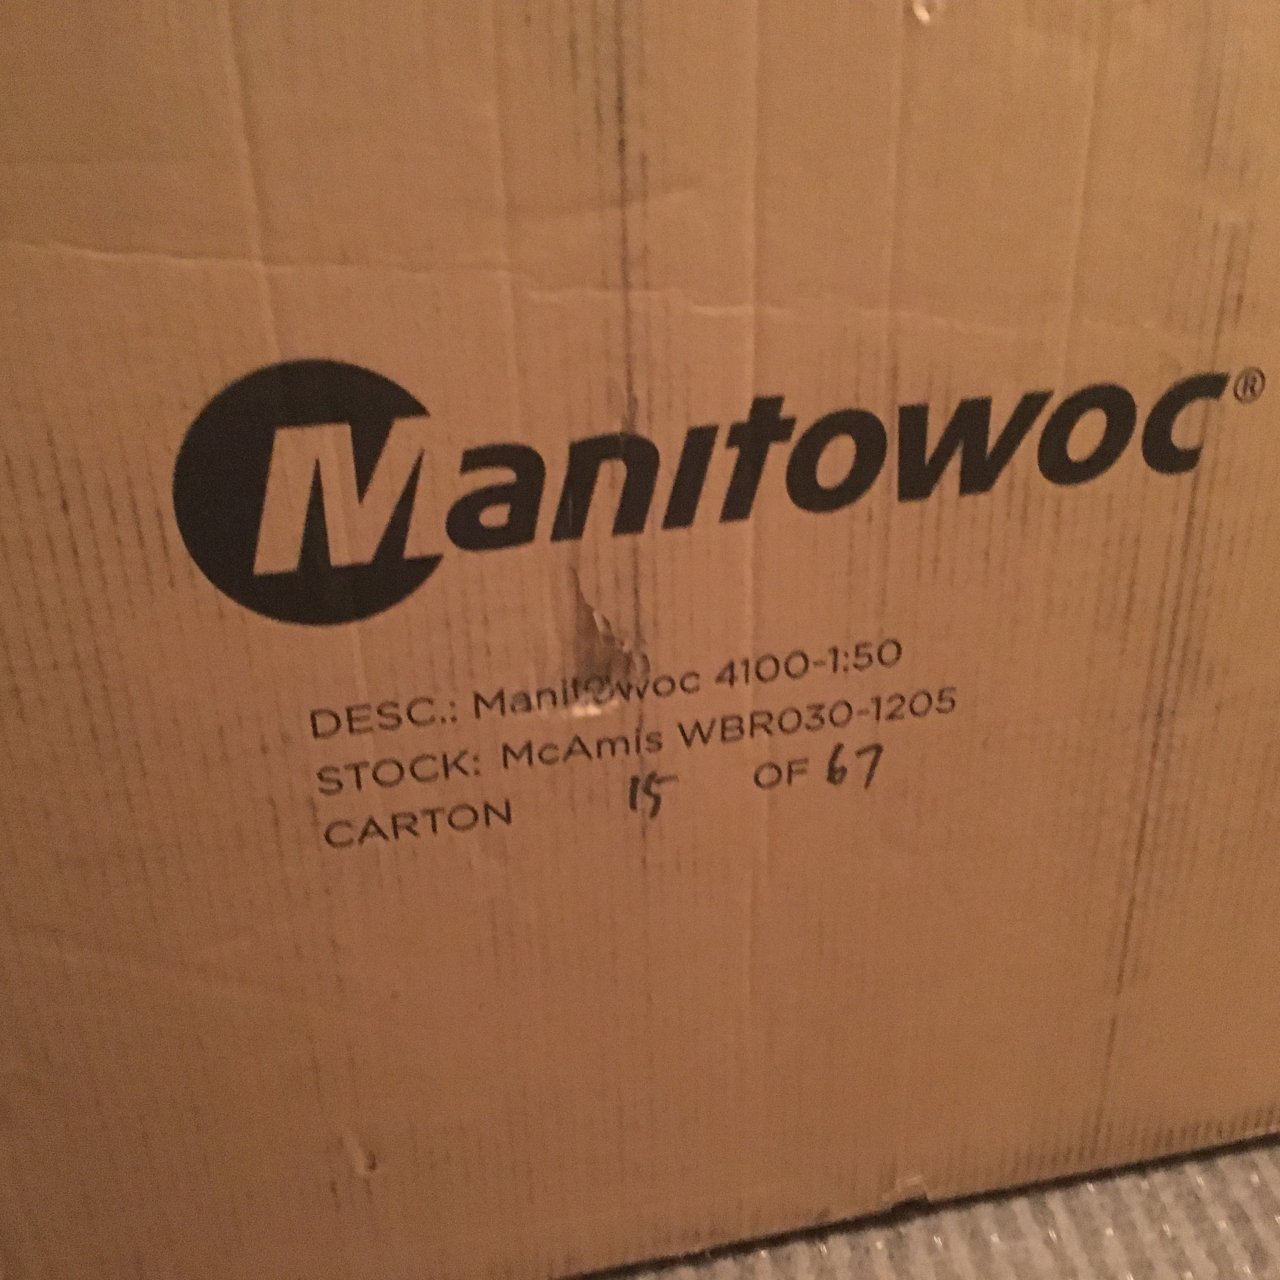 Manitowoc®
DESC.: Manitowoc 4100-1:50
STOCK: McAmis WBR030-1205
CARTON 15 OF 67